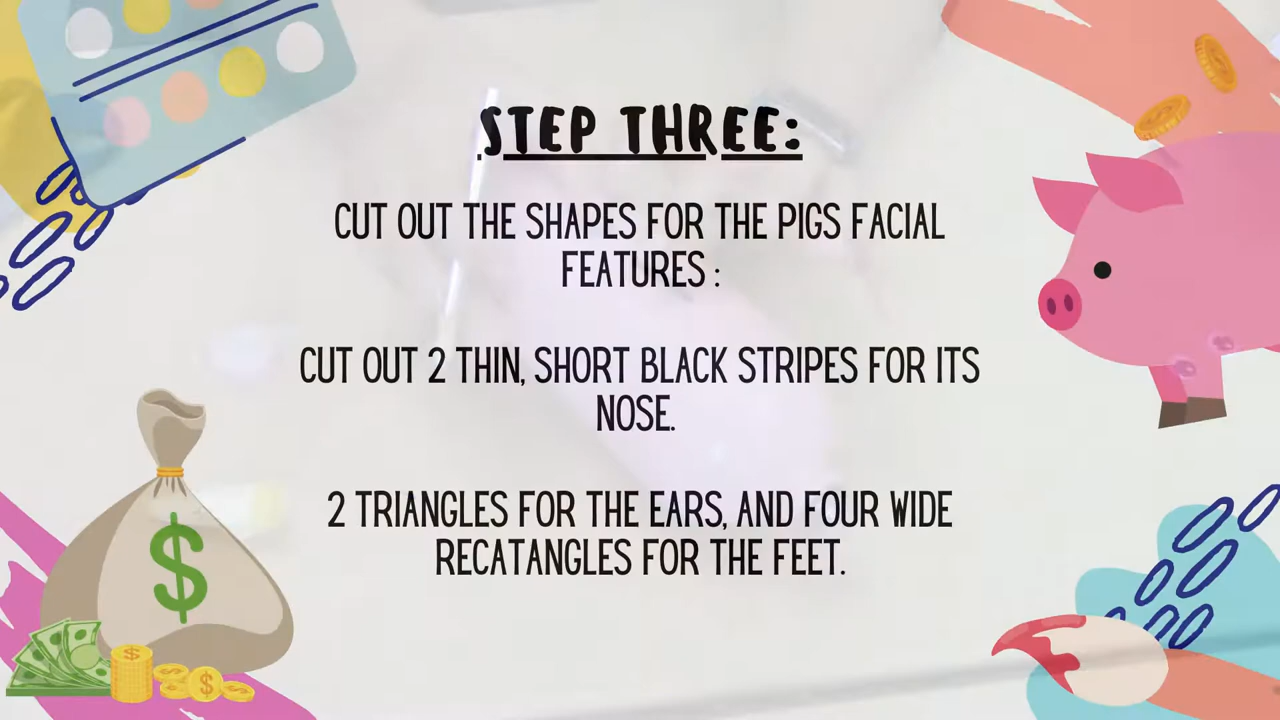 STEP THREE:
CUT OUT THE SHAPES FOR THE PIGS FACIAL
FEATURES :
CUT OUT 2 THIN, SHORT BLACK STRIPES FOR ITS
NOSE.
2 TRIANGLES FOR THE EARS, AND FOUR WIDE
RECATANGLES FOR THE FEET.
$
$
$
$